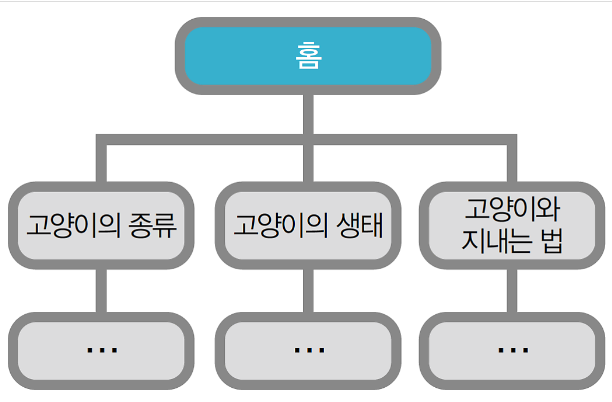 홈
고양이의 종류
고양이의 생태
고양이와
지내는 법
...
...
...